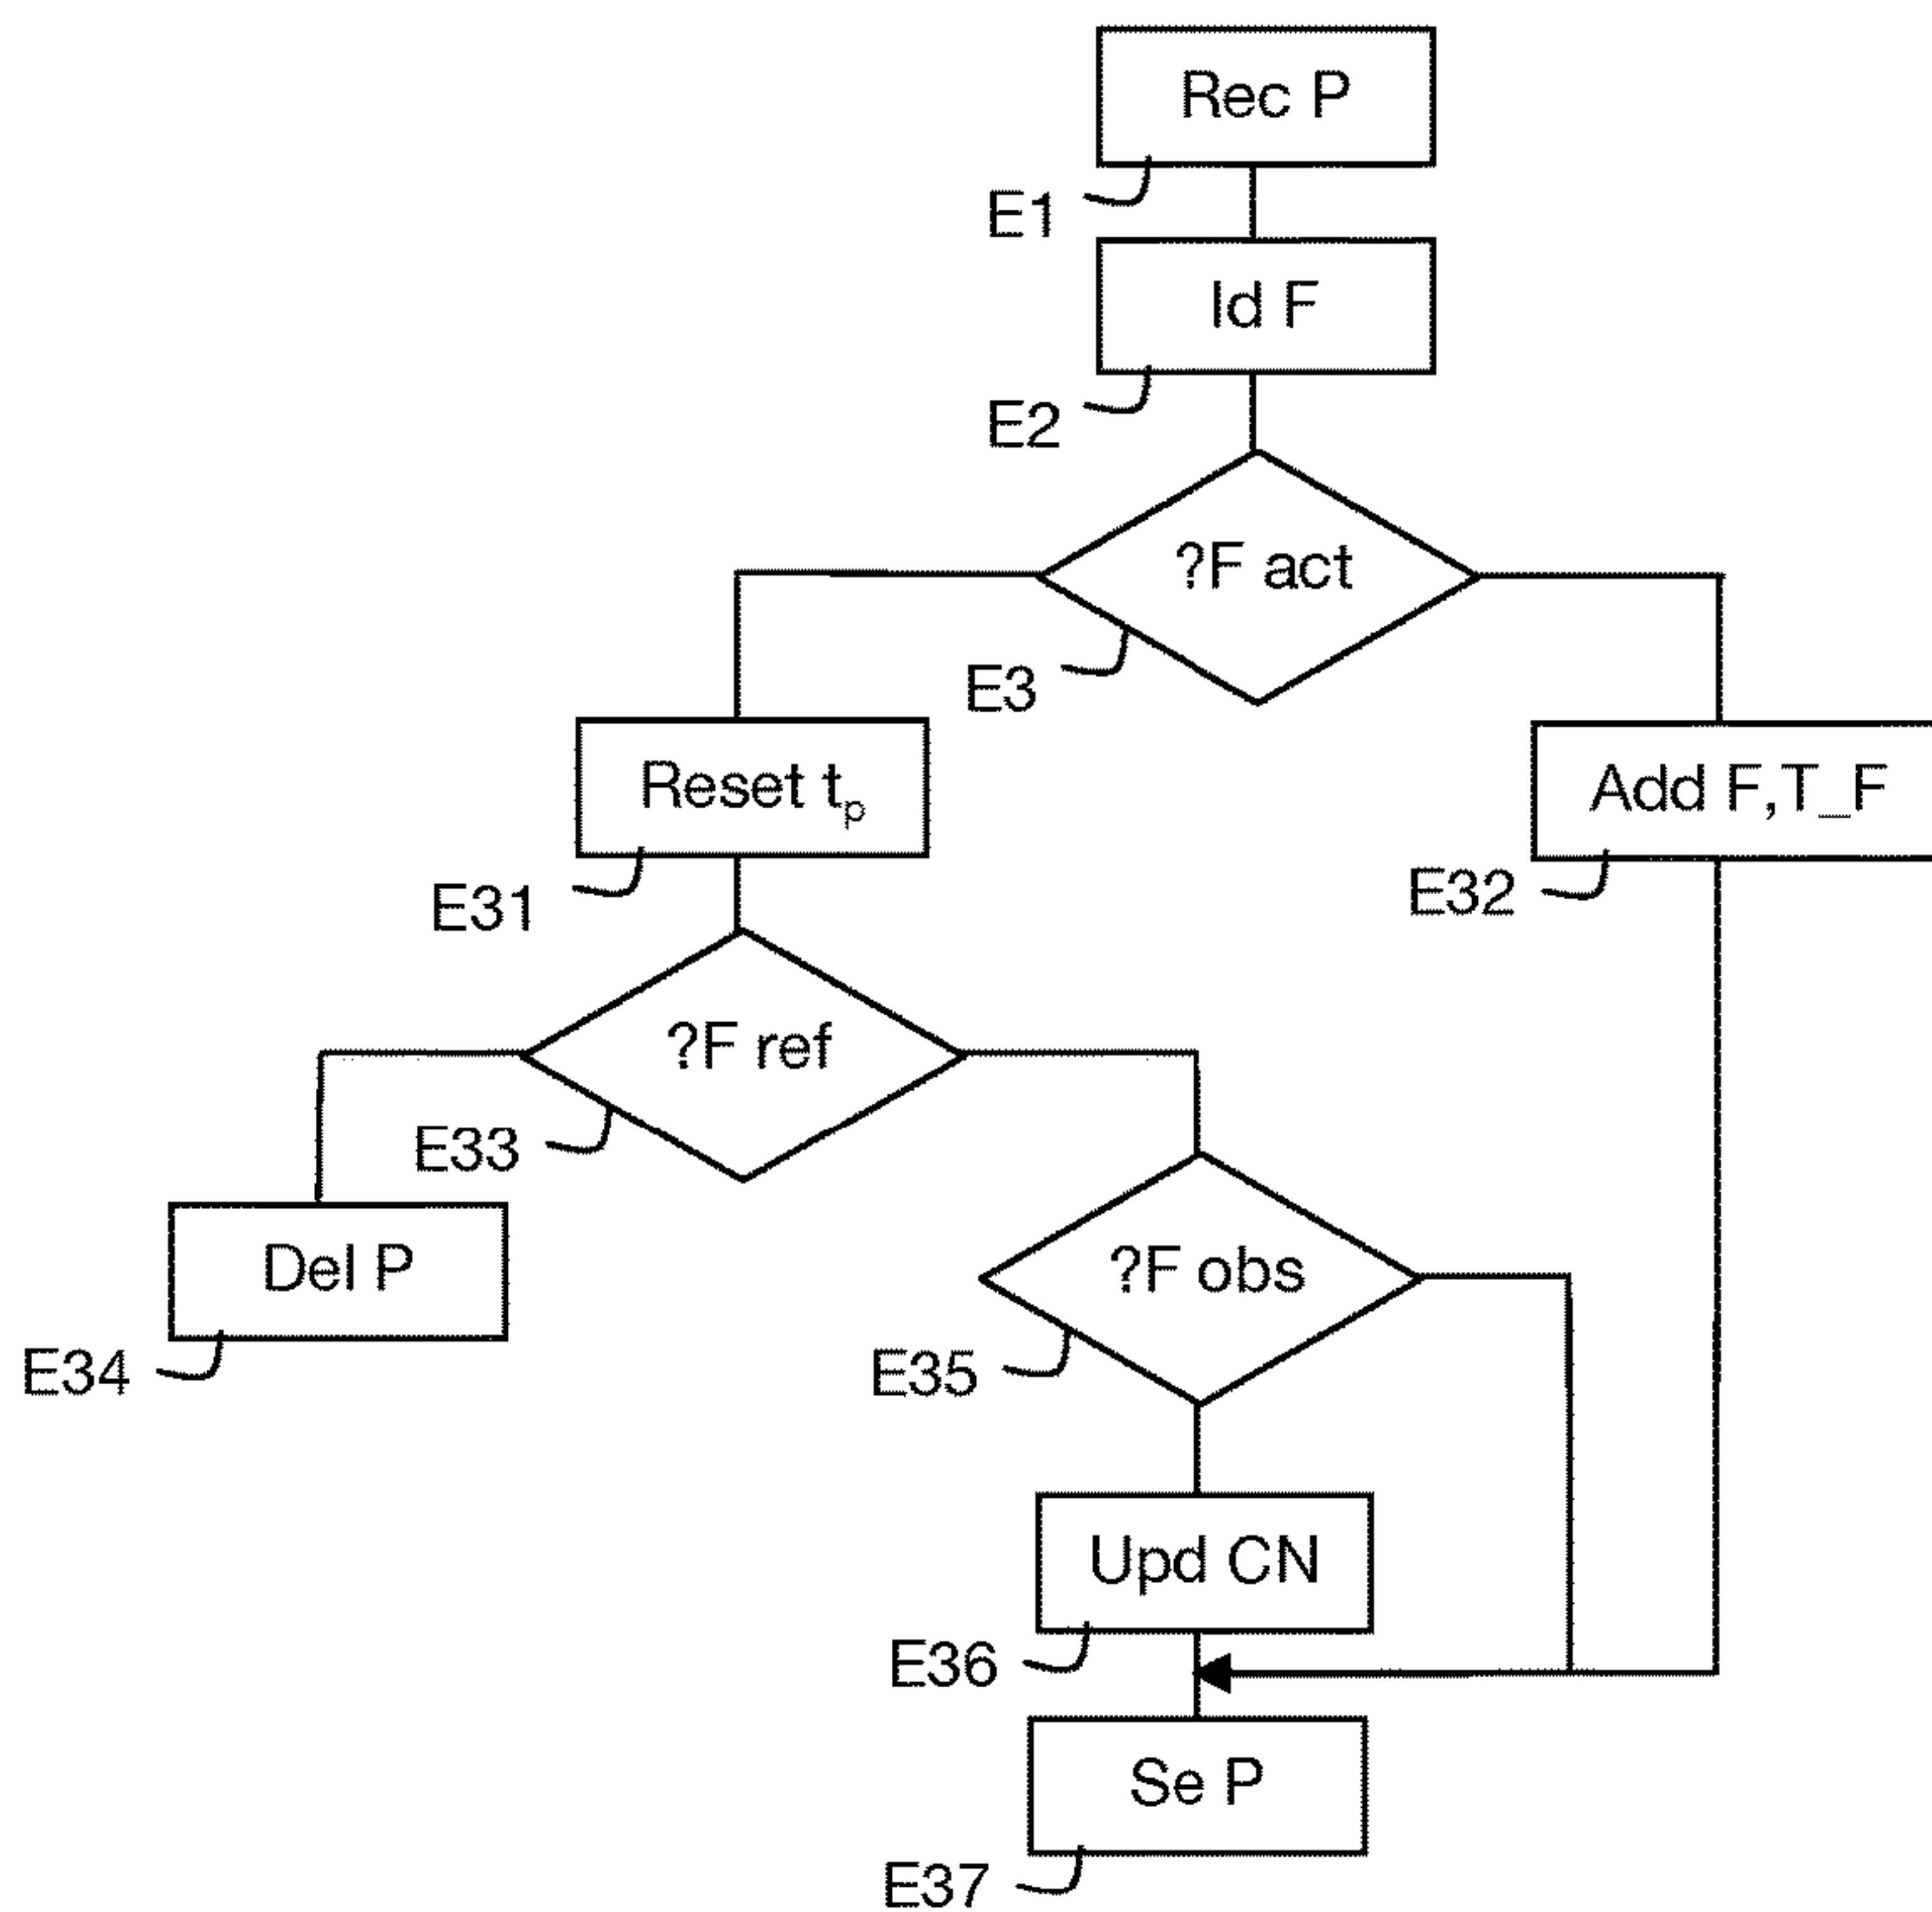 Rec P
E1
Id F
E2
?F act
E3
Reset tp
Add F,T_F
E31
E32
?F ref
E33
Del P
?F obs
E34
E35
Upd CN
E36
Se P
E37